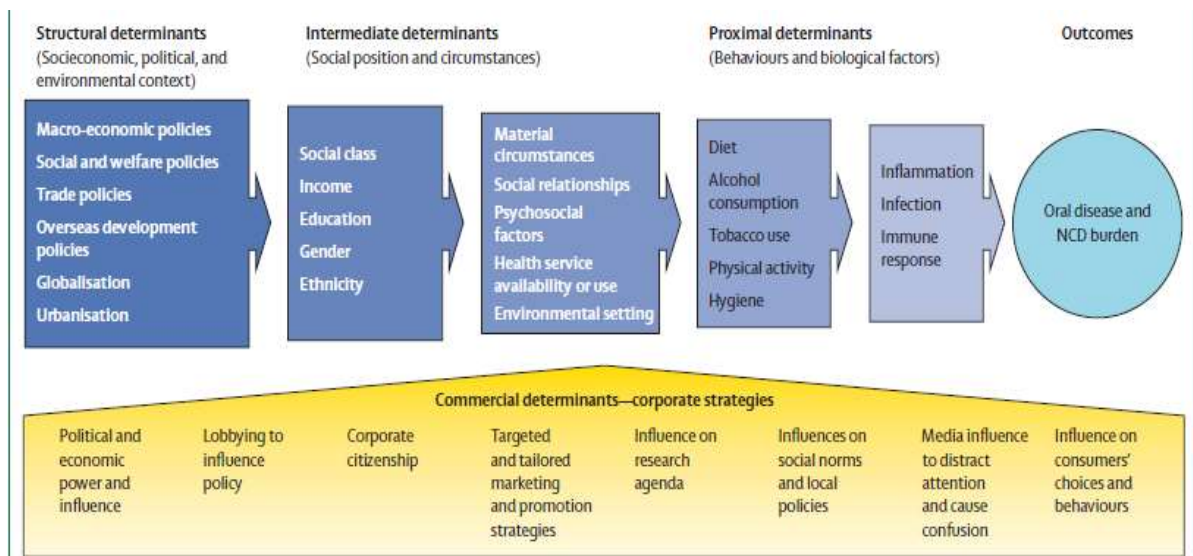 Structural determinants
(Socieconomic, political, and
environmental context)
Intermediate determinants
(Social position and circumstances)
Proximal determinants
(Behaviours and biological factors)
Outcomes
Macro-economic policies
Social and welfare policies
Trade policies
Overseas development
policies
Globalisation
Urbanisation
Social class
Income
Education
Gender
Ethnicity
Material
circumstances
Social relationships
Psychosocial
factors
Health service
availability or use
Environmental setting
Diet
Alcohol
consumption
Tobacco use
Physical activity
Hygiene
Inflammation
Infection
Immune
response
Oral disease and
NCD burden
Commercial determinants—corporate strategies
Political and
economic
power and
influence
Lobbying to
influence
policy
Corporate
citizenship
Targeted
and tailored
marketing
and promotion
strategies
Influence on
research
agenda
Influences on
social norms
and local
policies
Media influence
to distract
attention
and cause
confusion
Influence on
consumers'
choices and
behaviours